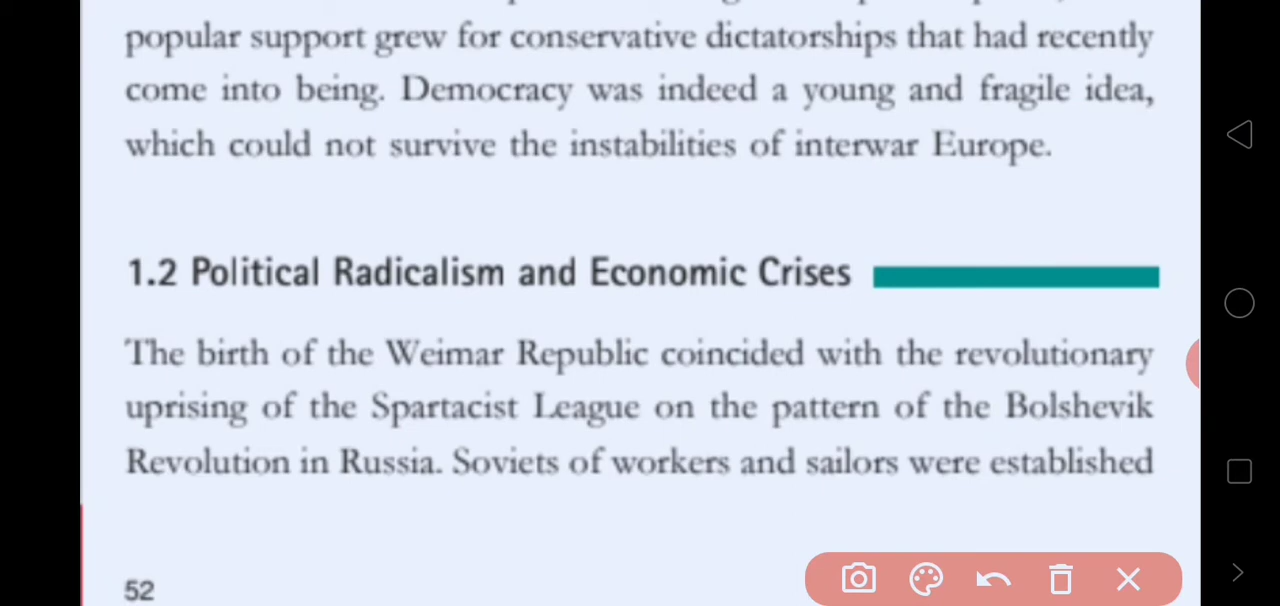 popular support grew for conservative dictatorships that had recently
come into being. Democracy was indeed a young and fragile idea,
which could not survive the instabilities of interwar Europe.
1.2 Political Radicalism and Economic Crises
The birth of the Weimar Republic coincided with the revolutionary
uprising of the Spartacist League on the pattern of the Bolshevik
Revolution in Russia. Soviets of workers and sailors were established
52